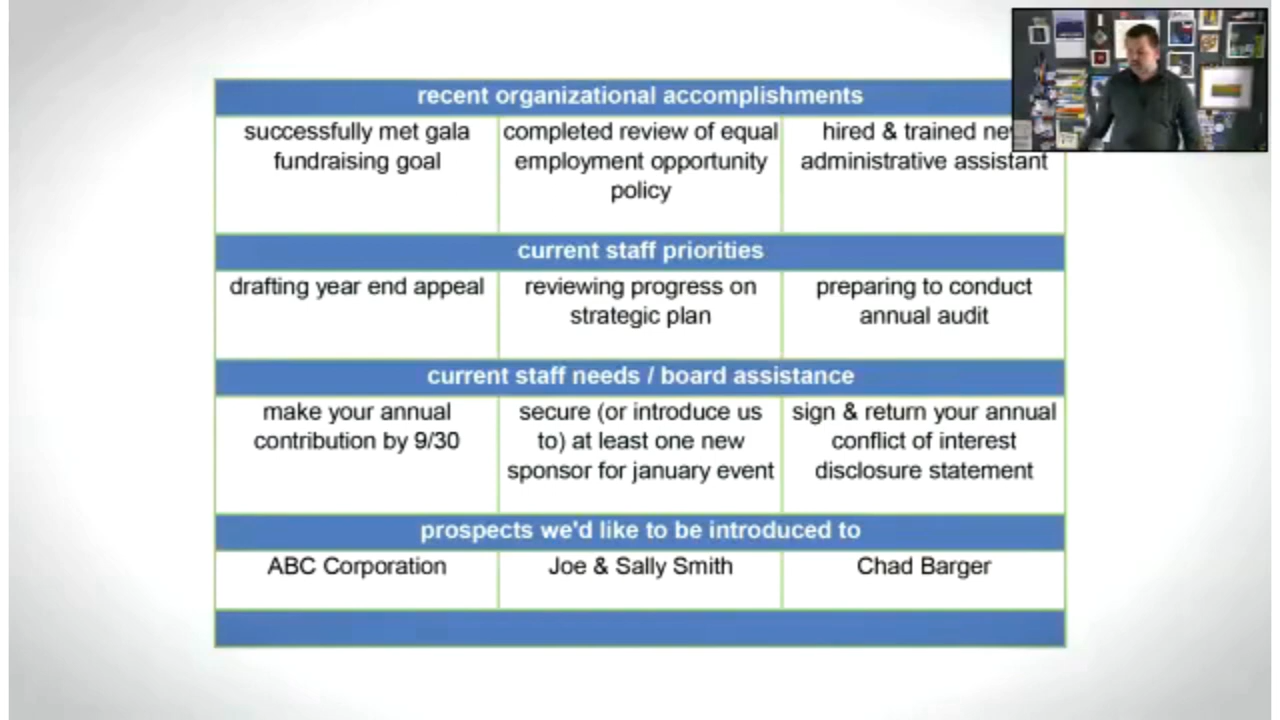 recent organizational accomplishments
successfully met gala
fundraising goal
completed review of equal
employment opportunity
policy
hired & trained
administrative assistant
current staff priorities
drafting year end appeal
reviewing progress on
strategic plan
preparing to conduct
annual audit
current staff needs / board assistance
make your annual
contribution by 9/30
secure (or introduce us
to) at least one new
sponsor for january event
sign & return your annual
conflict of interest
disclosure statement
prospects we'd like to be introduced to
ABC Corporation
Joe & Sally Smith
Chad Barger